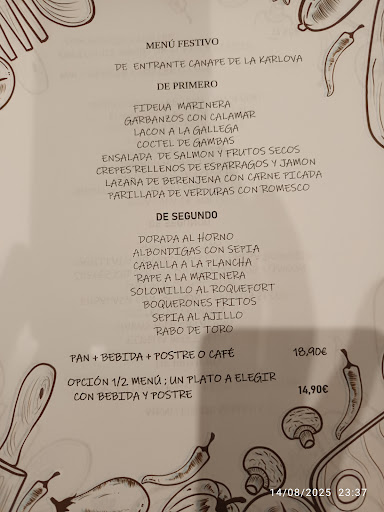 MENÚ FESTIVO
DE ENTRANTE CANAPE DE LA KARLOVA
DE PRIMERO
FIDEUA MARINERA
GARBANZOS CON CALAMAR
LACON A LA GALLEGA
COCTEL DE GAMBAS
ENSALADA DE SALMON Y FRUTOS SECOS
CREPES RELLENOS DE ESPARRAGOS Y JAMON
LAZAÑA DE BERENJENA CON CARNE PICADA
PARILLADA DE VERDURAS CON ROMESCO
DE SEGUNDO
DORADA AL HORNO
ALBONDIGAS CON SEPIA
CABALLA A LA PLANCHA
RAPE A LA MARINERA
SOLOMILLO AL ROQUEFORT
BOQUERONES FRITOS
SEPIA AL AJILLO
RABO DE TORO
PAN + BEBIDA + POSTRE O CAFÉ 18,90€
OPCIÓN 1/2 MENÚ ; UN PLATO A ELEGIR
CON BEBIDA Y POSTRE 14,90€
14/08/2025 23:37